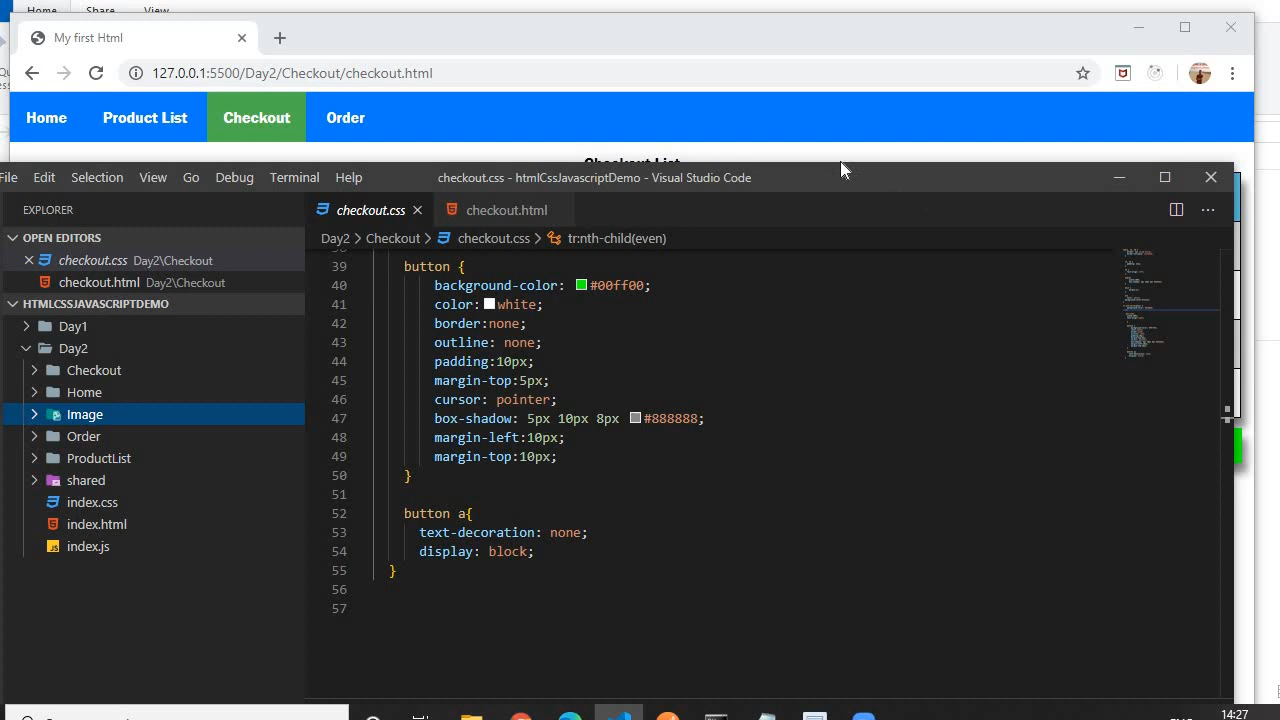 Home Share View
My first Html
127.0.0.1:5500/Day2/Checkout/checkout.html
Home Product List Checkout Order
Checkout List
File Edit Selection View Go Debug Terminal Help checkout.css - htmlCssJavascriptDemo - Visual Studio Code
EXPLORER
checkout.css checkout.html
OPEN EDITORS
Day2 > Checkout > checkout.css > tr:nth-child(even)
checkout.css Day2\Checkout
checkout.html Day2\Checkout
HTMLCSSJAVASCRIPTDEMO
Day1
Day2
Checkout
Home
Image
Order
ProductList
shared
index.css
index.html
index.js
39 button {
40 background-color: #00ff00;
41 color: white;
42 border:none;
43 outline: none;
44 padding:10px;
45 margin-top:5px;
46 cursor: pointer;
47 box-shadow: 5px 10px 8px #888888;
48 margin-left:10px;
49 margin-top:10px;
50 }
51
52 button a{
53 text-decoration: none;
54 display: block;
55 }
56
57
14:27